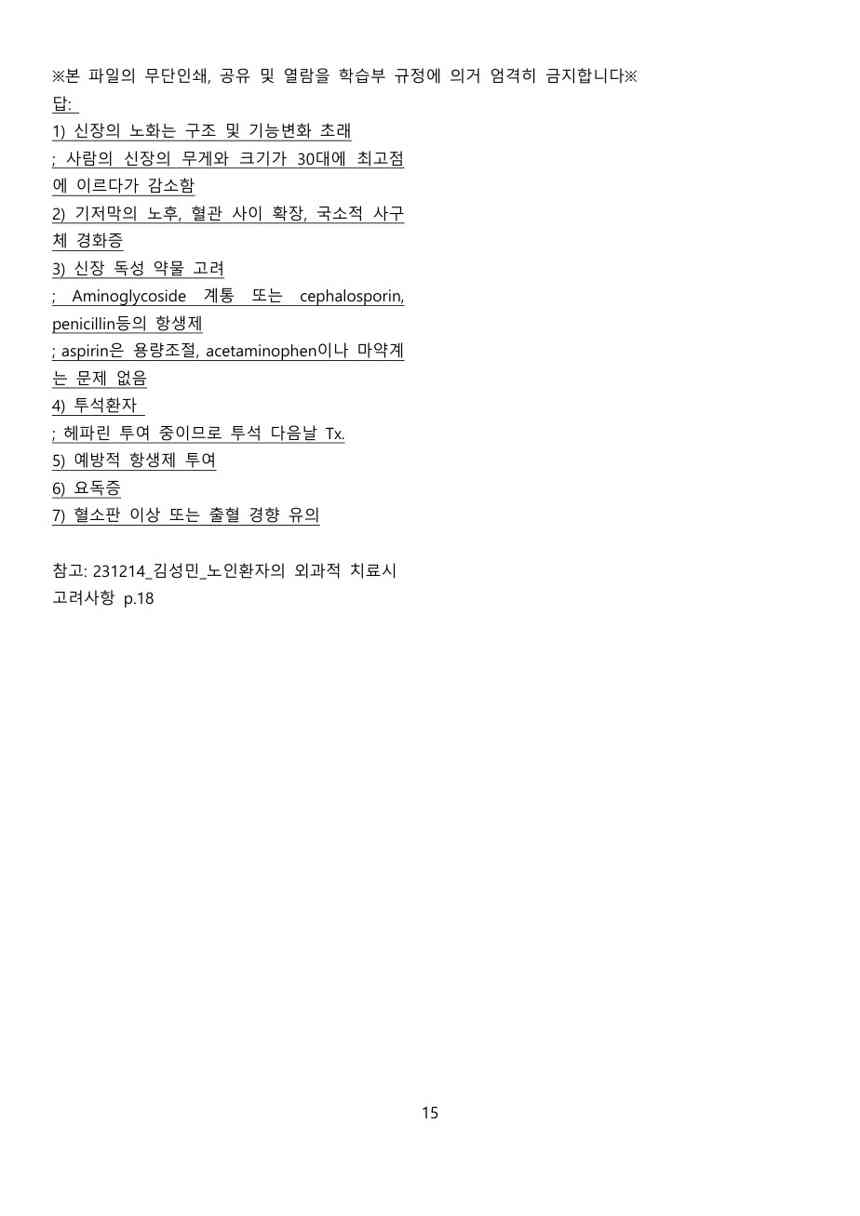 ※본 파일의 무단인쇄, 공유 및 열람을 학습부 규정에 의거 엄격히 금지합니다※
답:
1) 신장의 노화는 구조 및 기능변화 초래
; 사람의 신장의 무게와 크기가 30대에 최고점
에 이르다가 감소함
2) 기저막의 노후, 혈관 사이 확장, 국소적 사구
체 경화증
3) 신장 독성 약물 고려
; Aminoglycoside 계통 또는 cephalosporin,
penicillin등의 항생제
; aspirin은 용량조절, acetaminophen이나 마약계
는 문제 없음
4) 투석환자
; 헤파린 투여 중이므로 투석 다음날 Tx.
5) 예방적 항생제 투여
6) 요독증
7) 혈소판 이상 또는 출혈 경향 유의
참고: 231214_김성민_노인환자의 외과적 치료시
고려사항 p.18
15